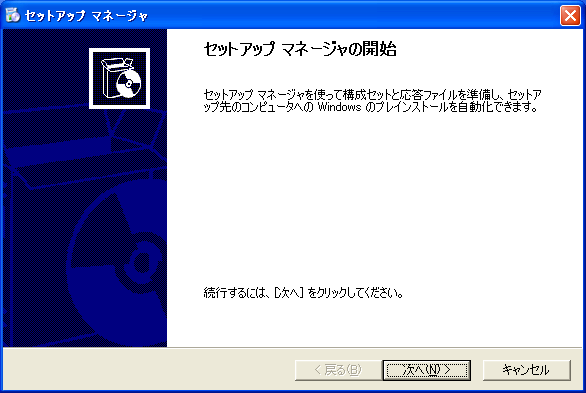 セットアップ マネージャ
セットアップ マネージャの開始
セットアップ マネージャを使って構成セットと応答ファイルを準備し、セットア
ップ先のコンピュータへの Windows のプレインストールを自動化できます。
続行するには、[次へ] をクリックしてください。
< 戻る(B)
次へ(N) >
キャンセル